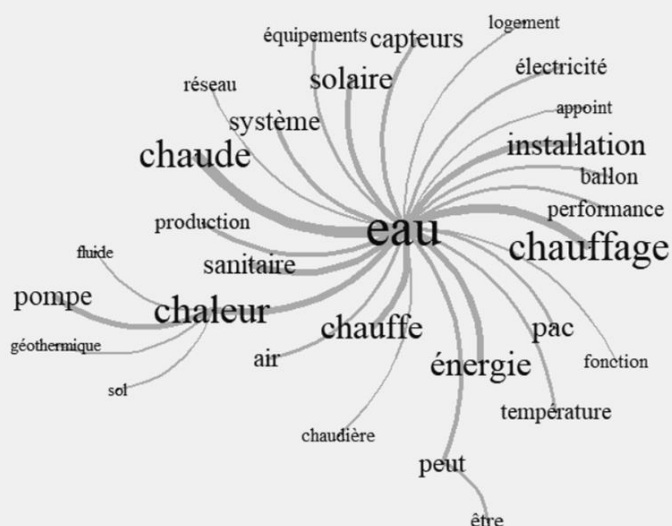 logement
équipements
capteurs
électricité
solaire
réseau
appoint
système
installation
chaude
ballon
performance
production
eau
chauffage
fluide
sanitaire
pompe
chaleur
chauffe
pac
géothermique
air
énergie
fonction
sol
température
chaudière
peut
être